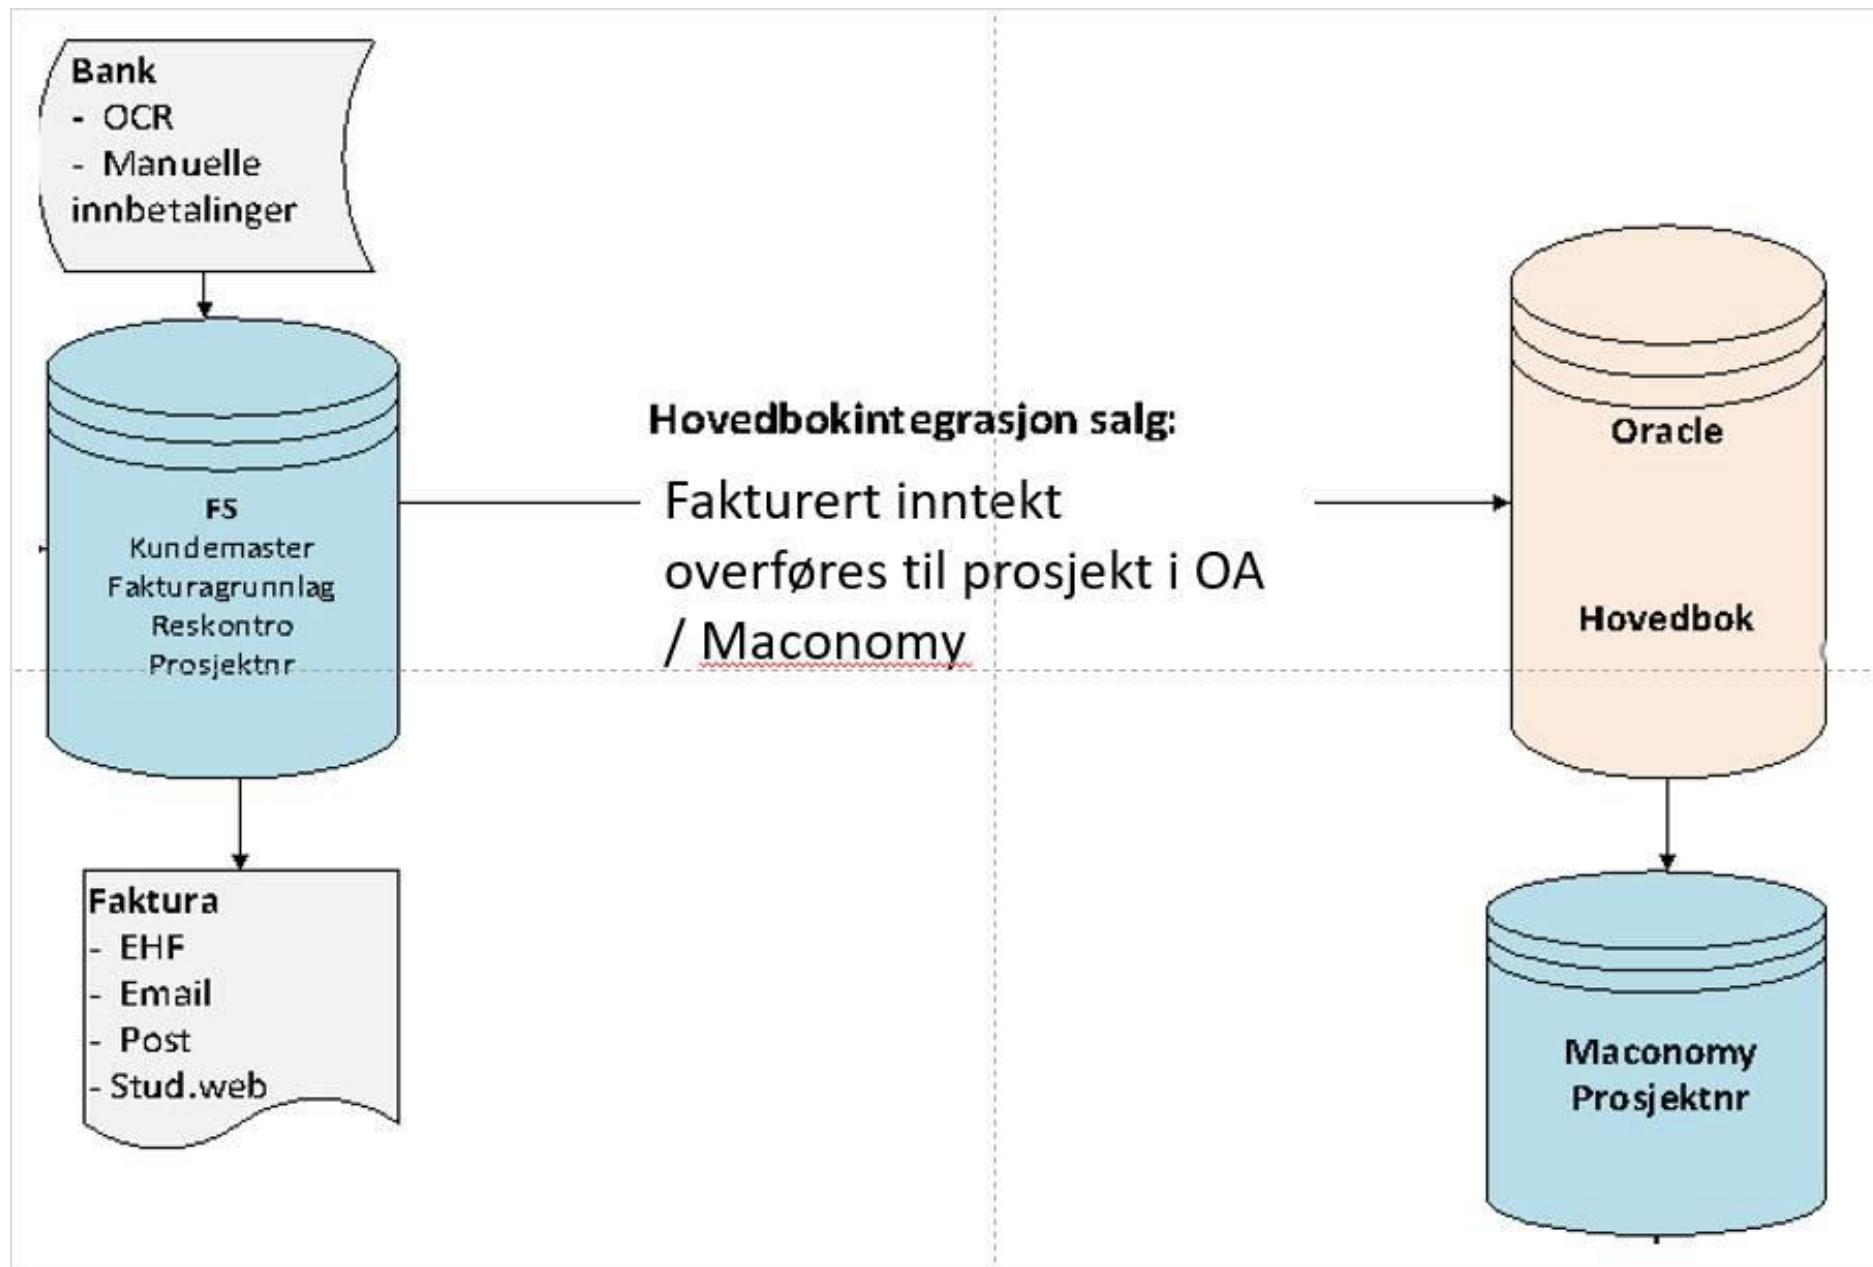 Bank
- OCR
- Manuelle
innbetalinger
FS
Kundemaster
Fakturagrunnlag
Reskontro
Prosjektnr
Faktura
- EHF
- Email
- Post
- Stud.web
Hovedbokintegrasjon salg:
Fakturert inntekt
overføres til prosjekt i OA
/ Maconomy
Oracle
Hovedbok
Maconomy
Prosjektnr